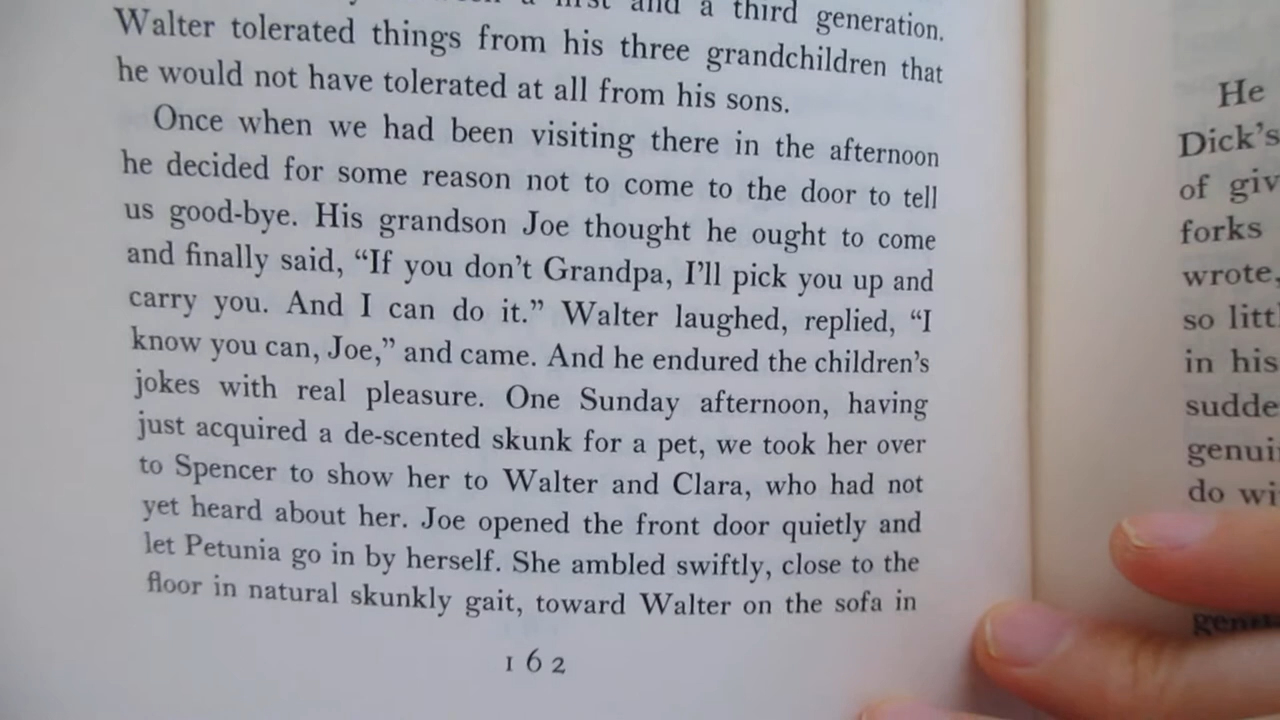 a first and a third generation.
Walter tolerated things from his three grandchildren that
he would not have tolerated at all from his sons.
Once when we had been visiting there in the afternoon
he decided for some reason not to come to the door to tell
us good-bye. His grandson Joe thought he ought to come
and finally said, “If you don’t Grandpa, I’ll pick you up and
carry you. And I can do it.” Walter laughed, replied, “I
know you can, Joe,” and came. And he endured the children’s
jokes with real pleasure. One Sunday afternoon, having
just acquired a de-scented skunk for a pet, we took her over
to Spencer to show her to Walter and Clara, who had not
yet heard about her. Joe opened the front door quietly and
let Petunia go in by herself. She ambled swiftly, close to the
floor in natural skunkly gait, toward Walter on the sofa in
162
He
Dick’s
of giv
forks
wrote,
so litt
in his
sudde
genui
do wi